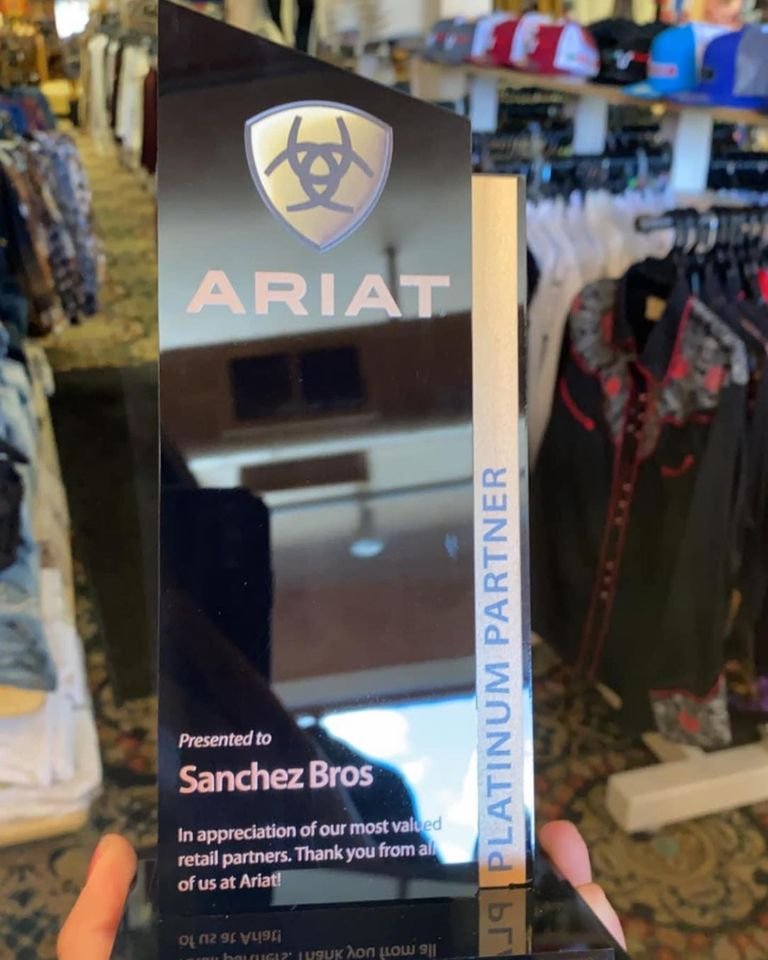 ARIAT
PLATINUM PARTNER
Presented to
Sanchez Bros
In appreciation of our most valued
retail partners. Thank you from all
of us at Ariat!